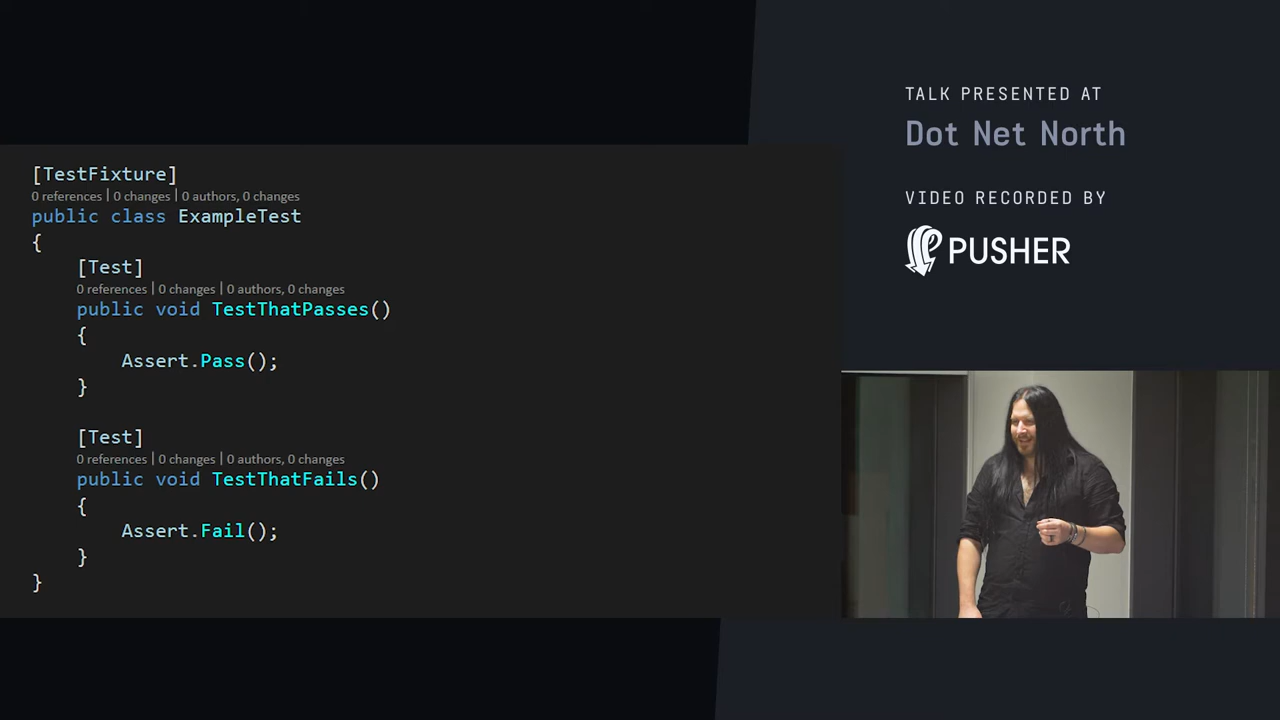 [TestFixture]
0 references | 0 changes | 0 authors, 0 changes
public class ExampleTest
{
[Test]
0 references | 0 changes | 0 authors, 0 changes
public void TestThatPasses()
{
Assert.Pass();
}
[Test]
0 references | 0 changes | 0 authors, 0 changes
public void TestThatFails()
{
Assert.Fail();
}
}
TALK PRESENTED AT
Dot Net North
VIDEO RECORDED BY
PUSHER